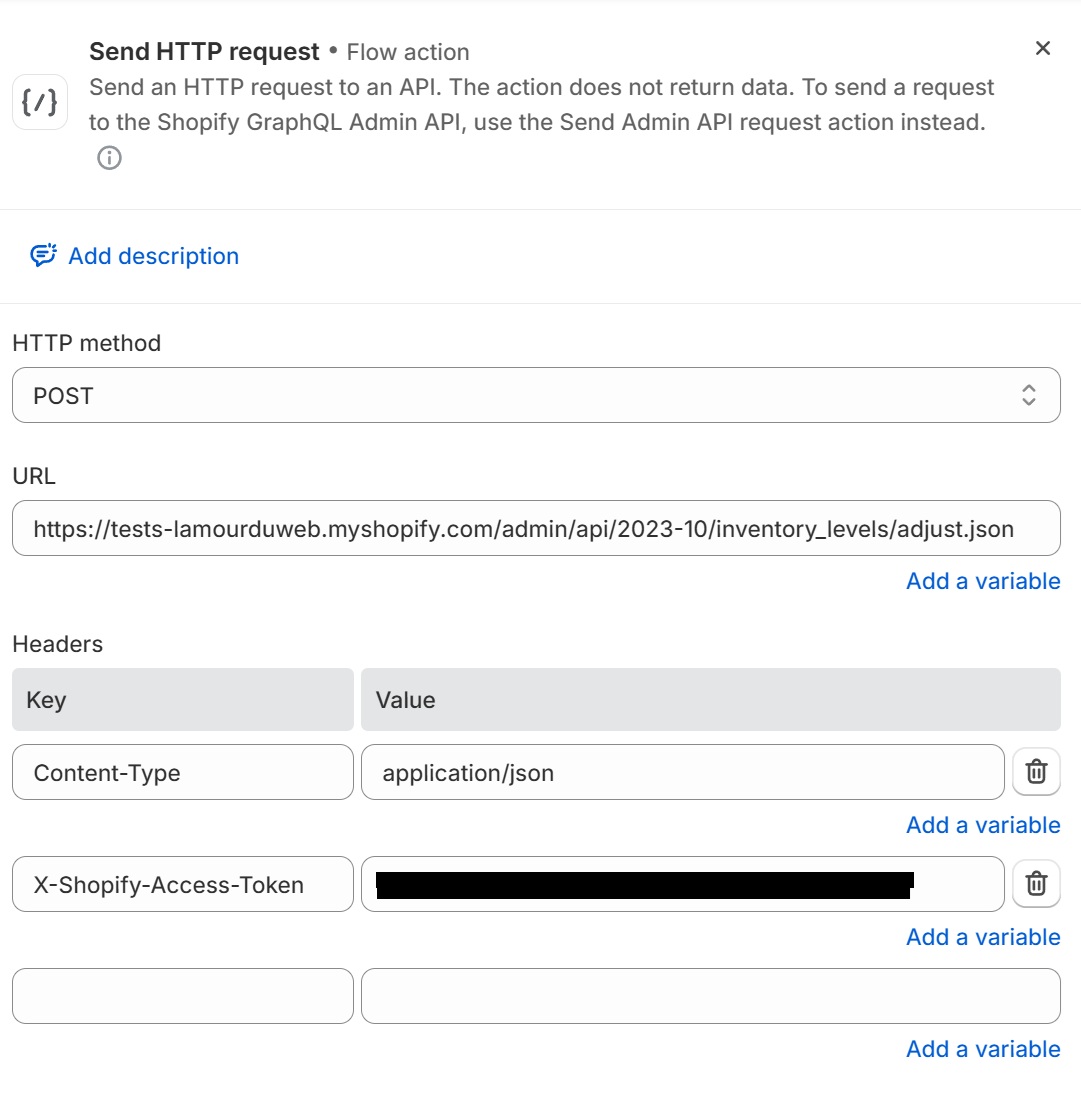 Send HTTP request • Flow action
Send an HTTP request to an API. The action does not return data. To send a request
to the Shopify GraphQL Admin API, use the Send Admin API request action instead.
{/}
Add description
HTTP method
POST
URL
https://tests-lamourduweb.myshopify.com/admin/api/2023-10/inventory_levels/adjust.json
Add a variable
Headers
Key Value
Content-Type application/json
Add a variable
X-Shopify-Access-Token
Add a variable
Add a variable